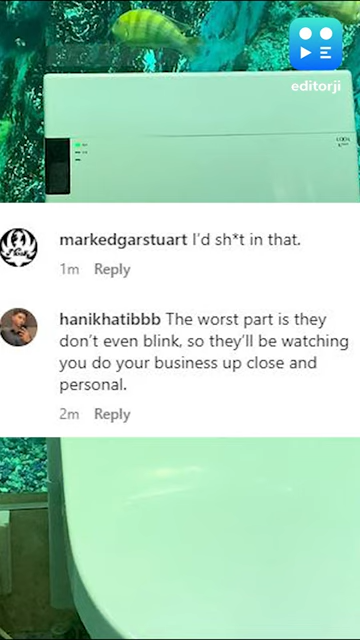 editorji
markedgarstuart I'd sh*t in that.
1m Reply
hanikhatibbb The worst part is they
don't even blink, so they'll be watching
you do your business up close and
personal.
2m Reply